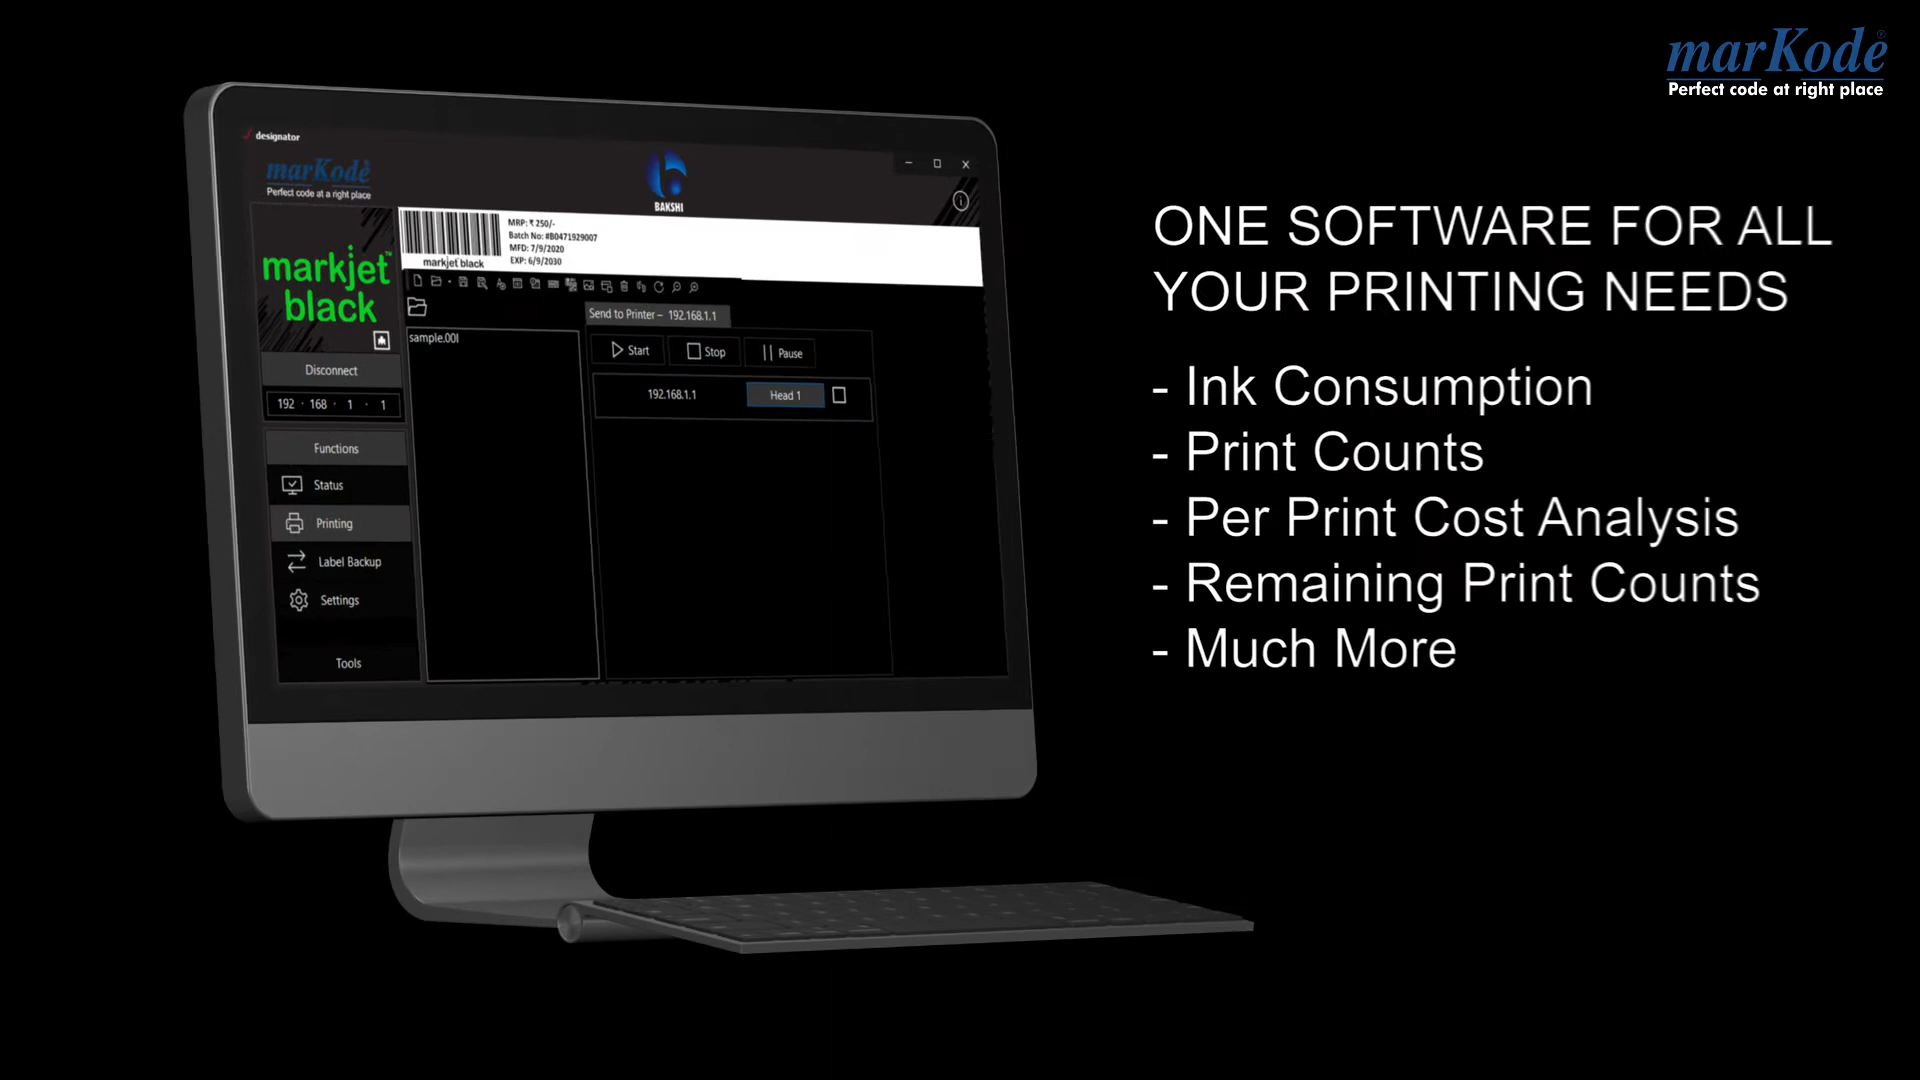 marKode®
Perfect code at right place
designator
marKode
Perfect code at a right place
BAKSHI
markjet™
black
MRP: ₹ 250/-
Batch No: #B0471929007
MFD: 7/9/2020
EXP: 6/9/2030
markjet black
Send to Printer – 192.168.1.1
sample.00l
Start
Stop
Pause
192.168.1.1
Head 1
Disconnect
192 · 168 · 1 · 1
Functions
Status
Printing
Label Backup
Settings
Tools
ONE SOFTWARE FOR ALL
YOUR PRINTING NEEDS
- Ink Consumption
- Print Counts
- Per Print Cost Analysis
- Remaining Print Counts
- Much More